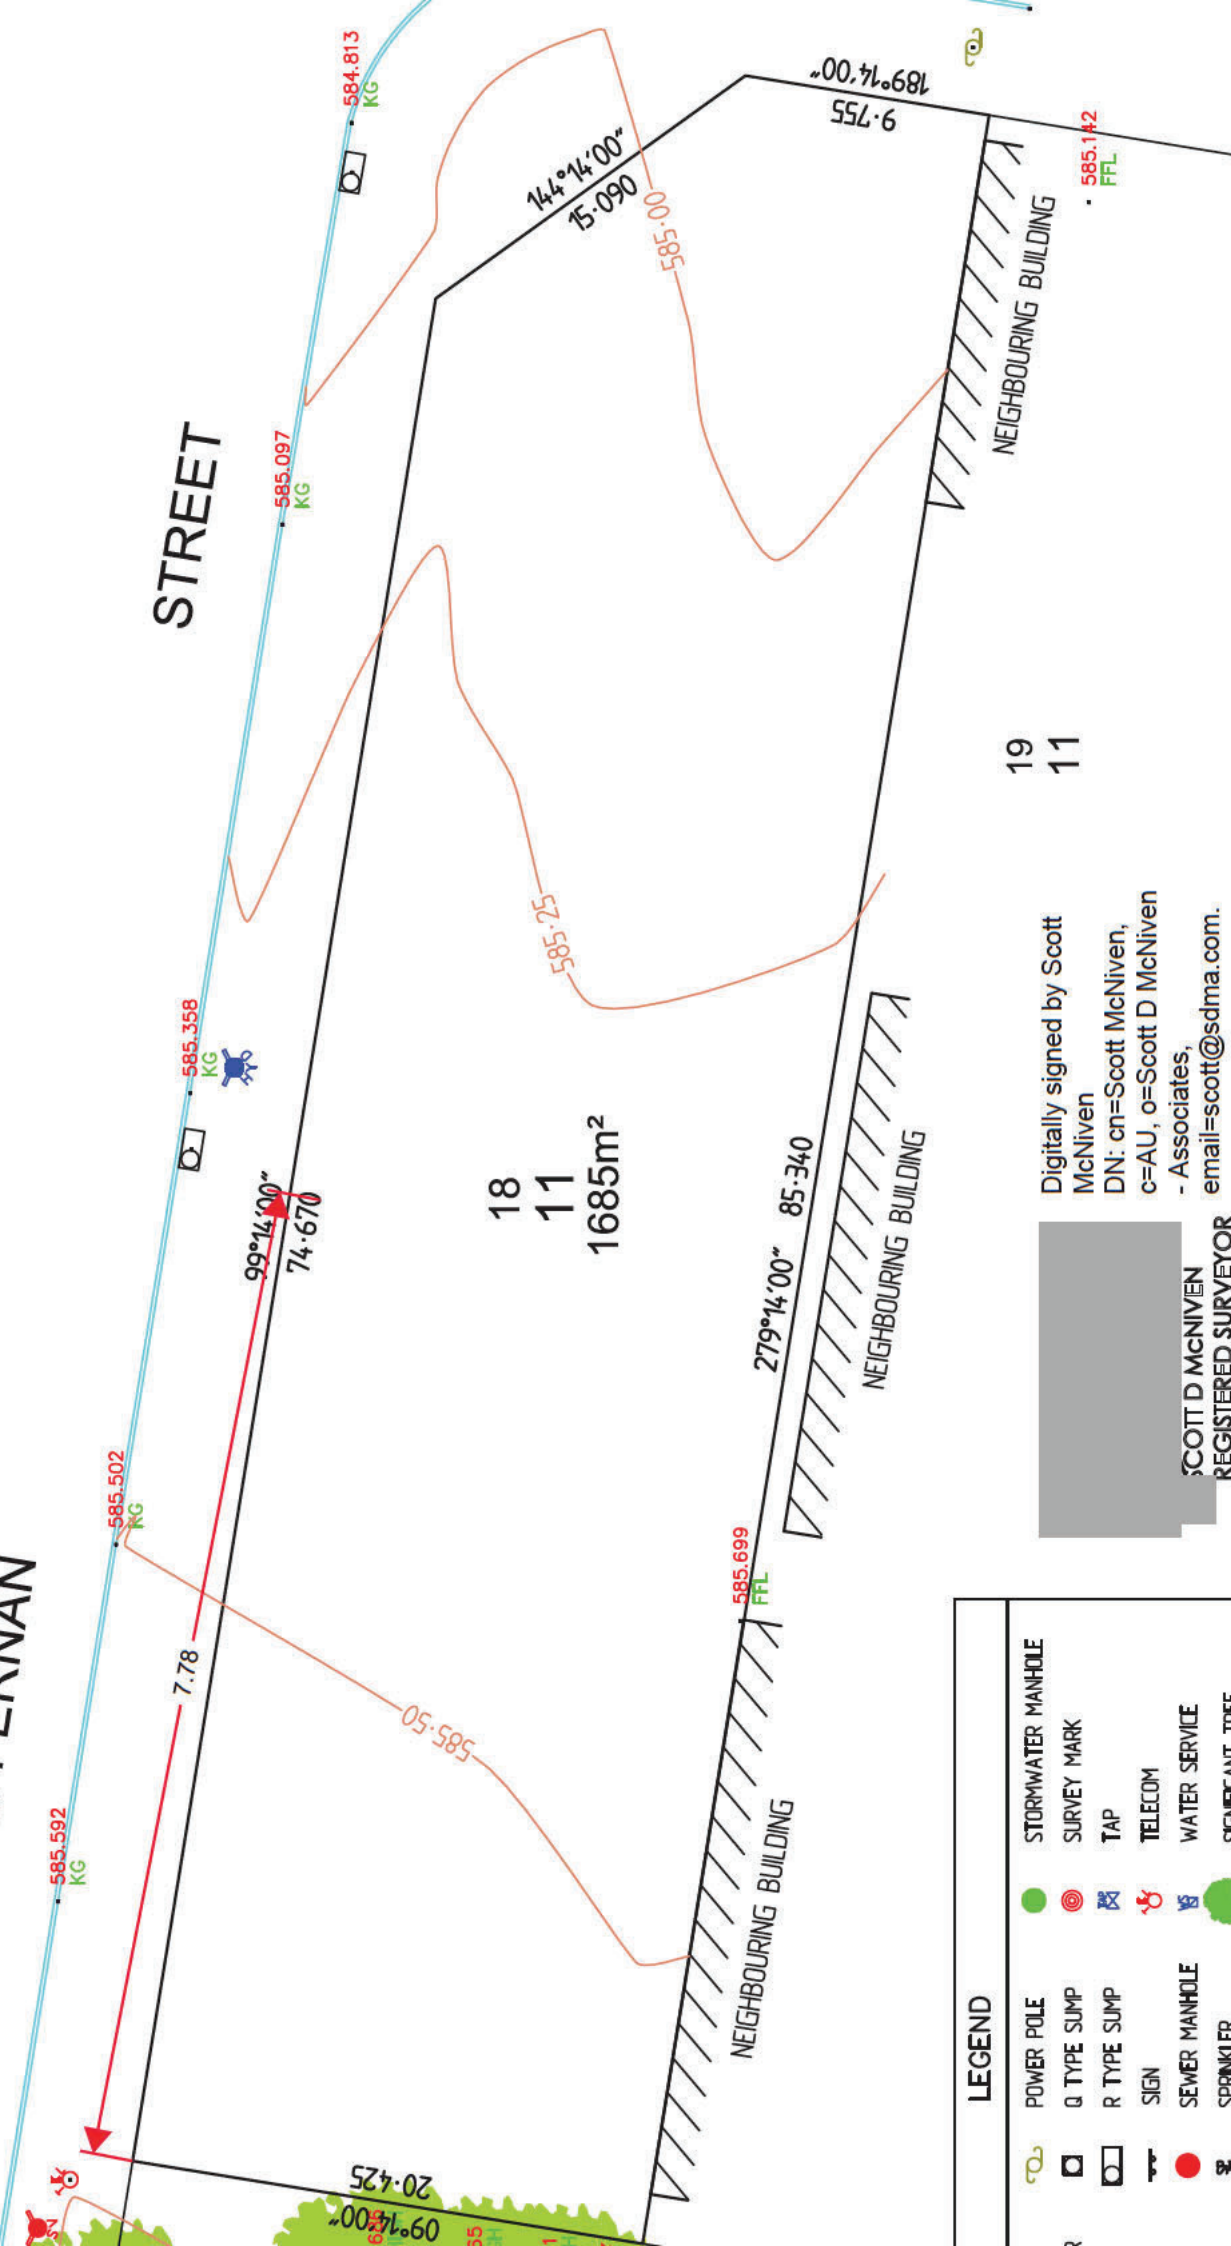 STREET
584.813
KG
585.097
KG
585.358
KG
585.502
KG
585.592
KG
99°14'00"
74·670
7.78
144°14'00"
15·090
189°14'00"
9·755
585·00
585·25
585·50
585.142
FFL
NEIGHBOURING BUILDING
18
11
1685m²
19
11
279°14'00" 85·340
NEIGHBOURING BUILDING
585.699
FFL
NEIGHBOURING BUILDING
20·425
09°14'00"
SV
Digitally signed by Scott
McNiven
DN: cn=Scott McNiven,
c=AU, o=Scott D McNiven
- Associates,
email=scott@sdma.com.
SCOTT D McNIVEN
REGISTERED SURVEYOR
LEGEND
POWER POLE
Q TYPE SUMP
R TYPE SUMP
SIGN
SEWER MANHOLE
SPRINKLER
STORMWATER MANHOLE
SURVEY MARK
TAP
TELECOM
WATER SERVICE